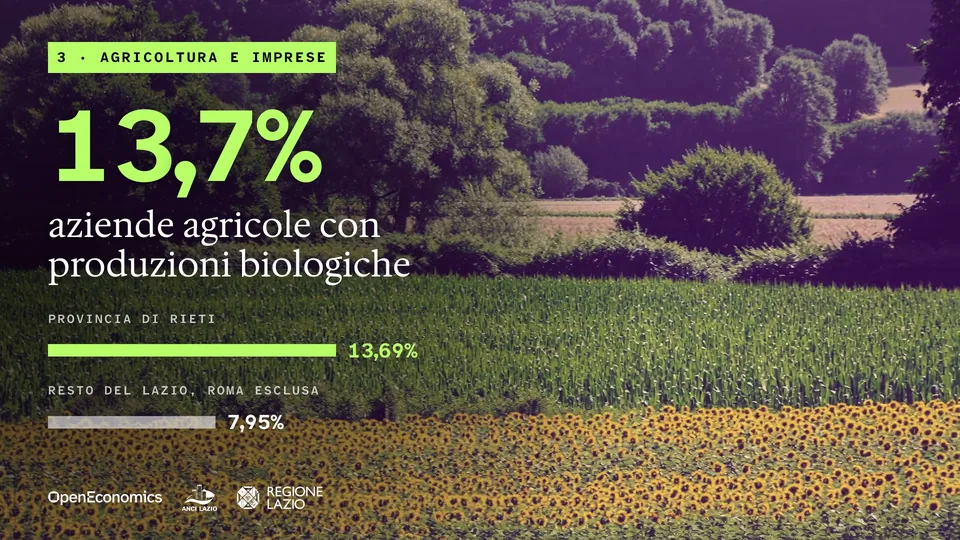 3 · AGRICOLTURA E IMPRESE
13,7%
aziende agricole con
produzioni biologiche
PROVINCIA DI RIETI
13,69%
RESTO DEL LAZIO, ROMA ESCLUSA
7,95%
OpenEconomics
ANCI LAZIO
REGIONE
LAZIO